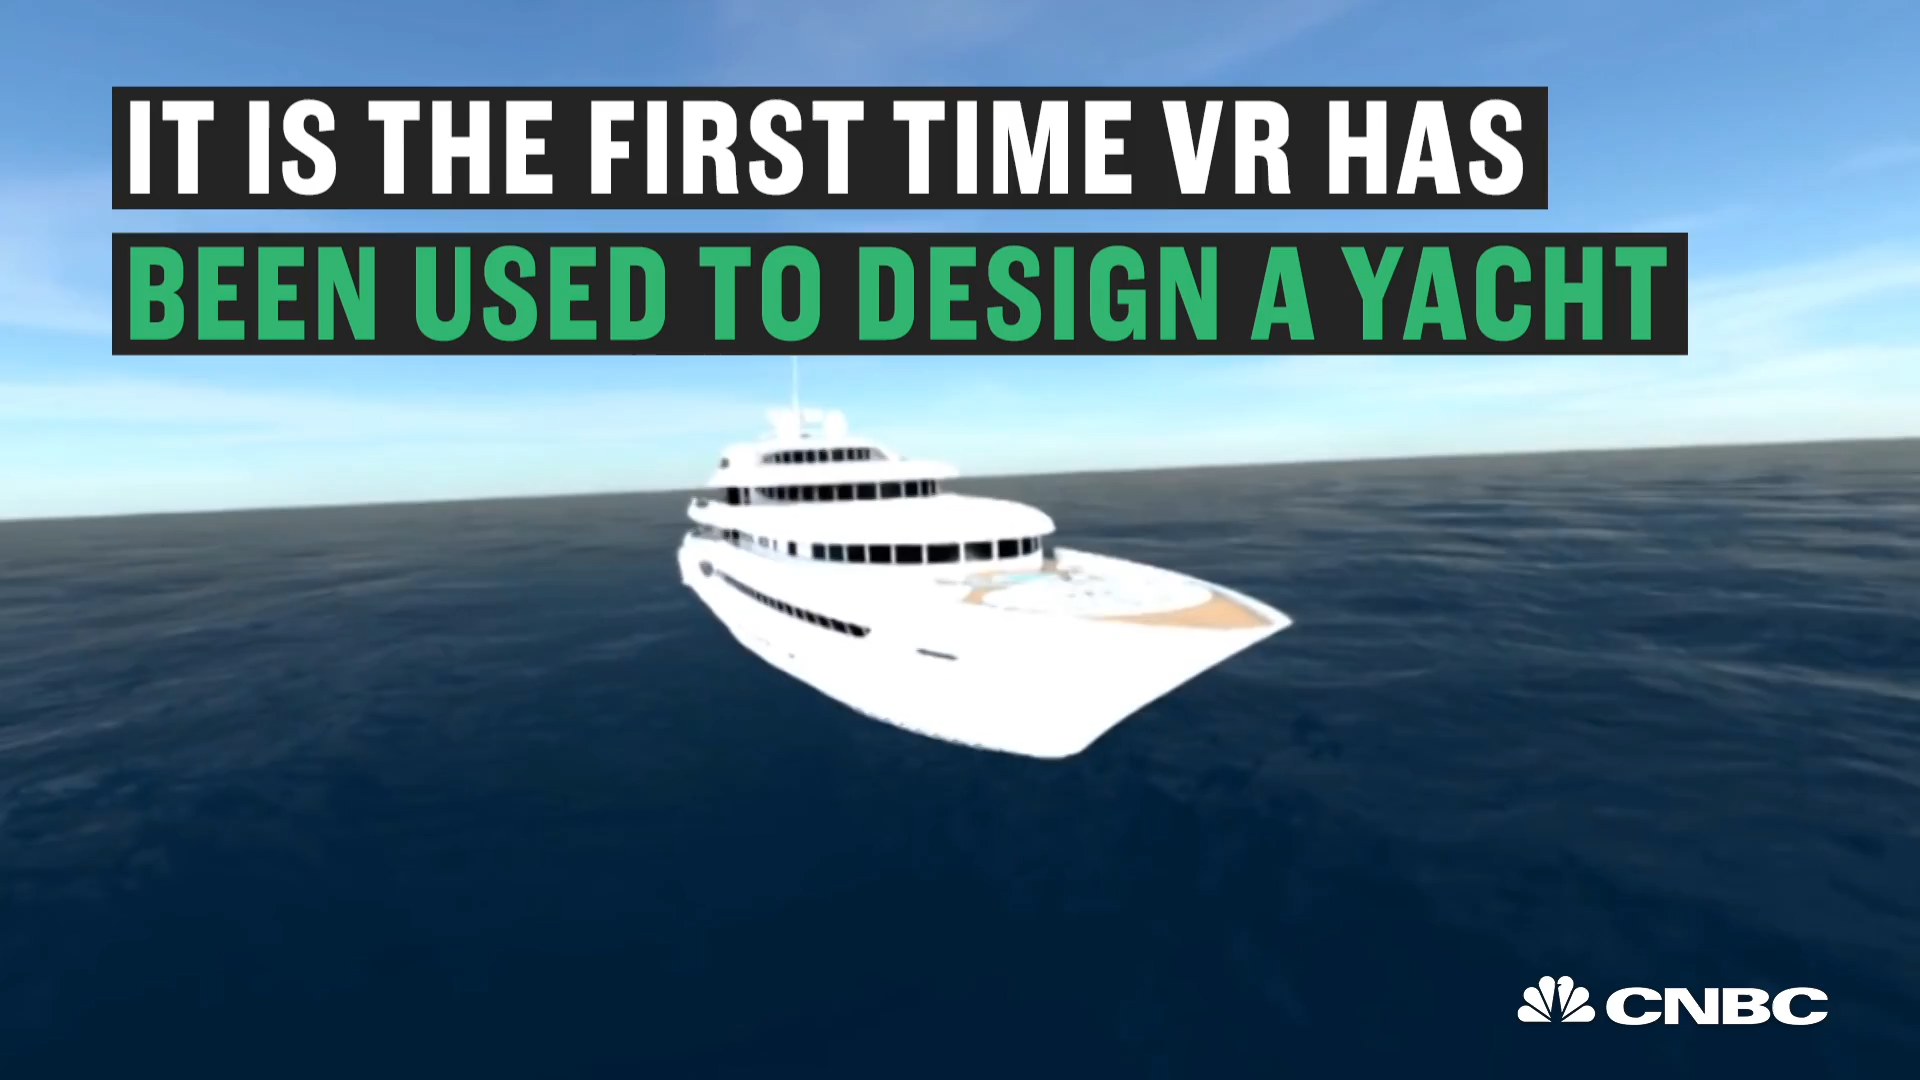 IT IS THE FIRST TIME VR HAS
BEEN USED TO DESIGN A YACHT
CNBC